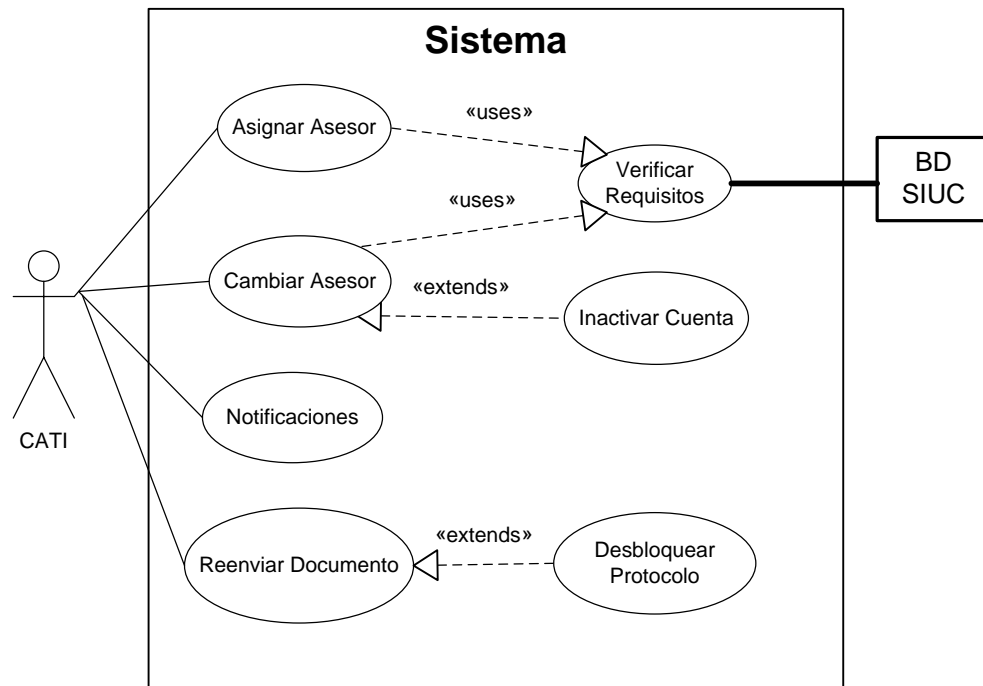 Sistema
Asignar Asesor
«uses»
Verificar
Requisitos
BD
SIUC
«uses»
Cambiar Asesor
«extends»
Inactivar Cuenta
Notificaciones
CATI
Reenviar Documento
«extends»
Desbloquear
Protocolo